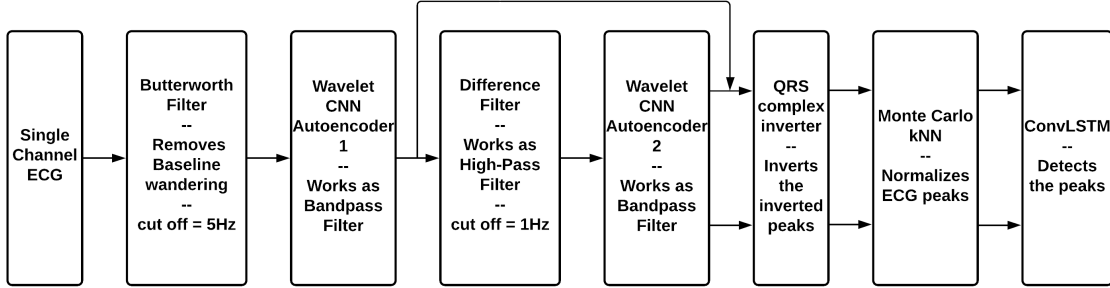 Single
Channel
ECG
Butterworth
Filter
--
Removes
Baseline
wandering
--
cut off = 5Hz
Wavelet
CNN
Autoencoder
1
--
Works as
Bandpass
Filter
Difference
Filter
--
Works as
High-Pass
Filter
--
cut off = 1Hz
Wavelet
CNN
Autoencoder
2
--
Works as
Bandpass
Filter
QRS
complex
inverter
--
Inverts
the
inverted
peaks
Monte Carlo
kNN
--
Normalizes
ECG peaks
ConvLSTM
--
Detects
the peaks